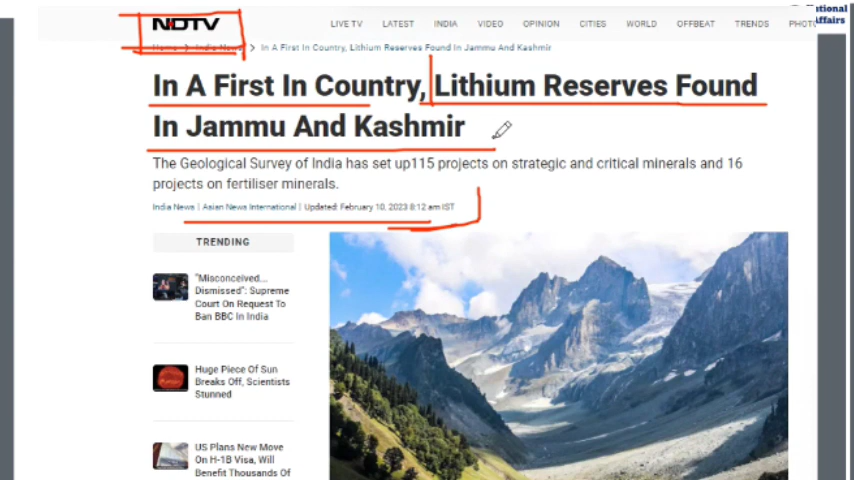 NDTV
LIVE TV LATEST INDIA VIDEO OPINION CITIES WORLD OFFBEAT TRENDS PHOTO
Affairs
Home > India News > In A First In Country, Lithium Reserves Found In Jammu And Kashmir
In A First In Country, Lithium Reserves Found
In Jammu And Kashmir
The Geological Survey of India has set up115 projects on strategic and critical minerals and 16
projects on fertiliser minerals.
India News | Asian News International | Updated: February 10, 2023 8:12 am IST
TRENDING
"Misconceived...
Dismissed": Supreme
Court On Request To
Ban BBC In India
Huge Piece Of Sun
Breaks Off, Scientists
Stunned
US Plans New Move
On H-1B Visa, Will
Benefit Thousands Of